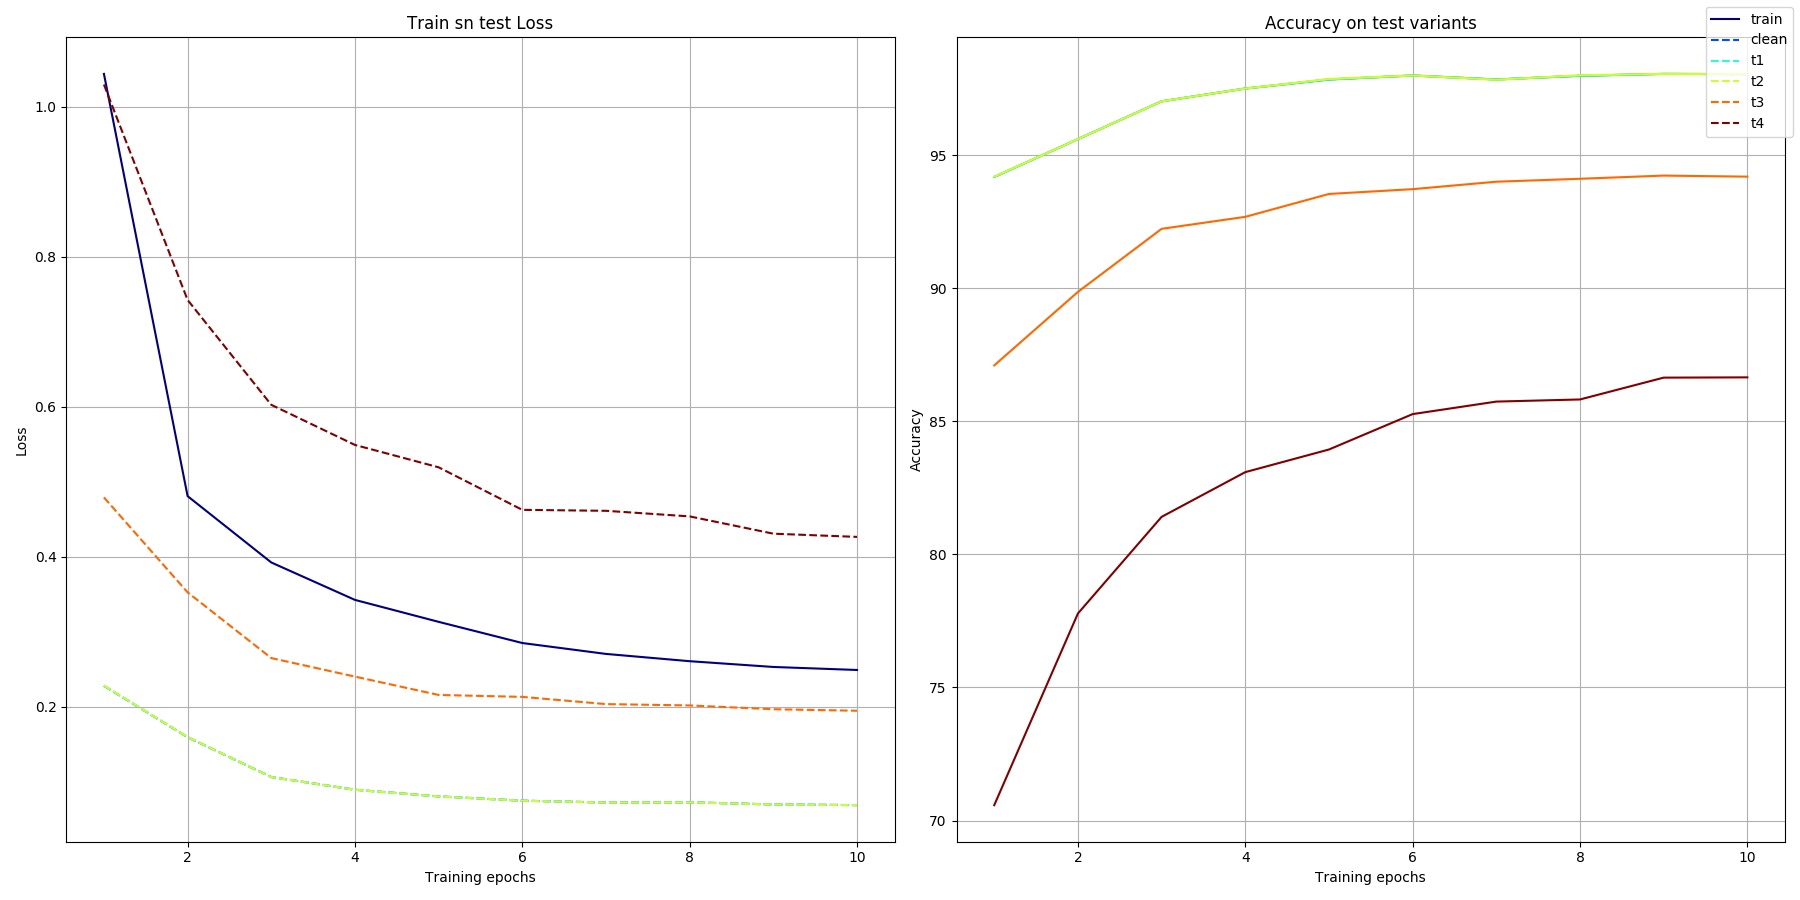 Train sn test Loss
1.0
0.8
0.6
0.4
0.2
Loss
2 4 6 8 10
Training epochs
Accuracy on test variants
95
90
85
80
75
70
Accuracy
2 4 6 8 10
Training epochs
train
clean
t1
t2
t3
t4